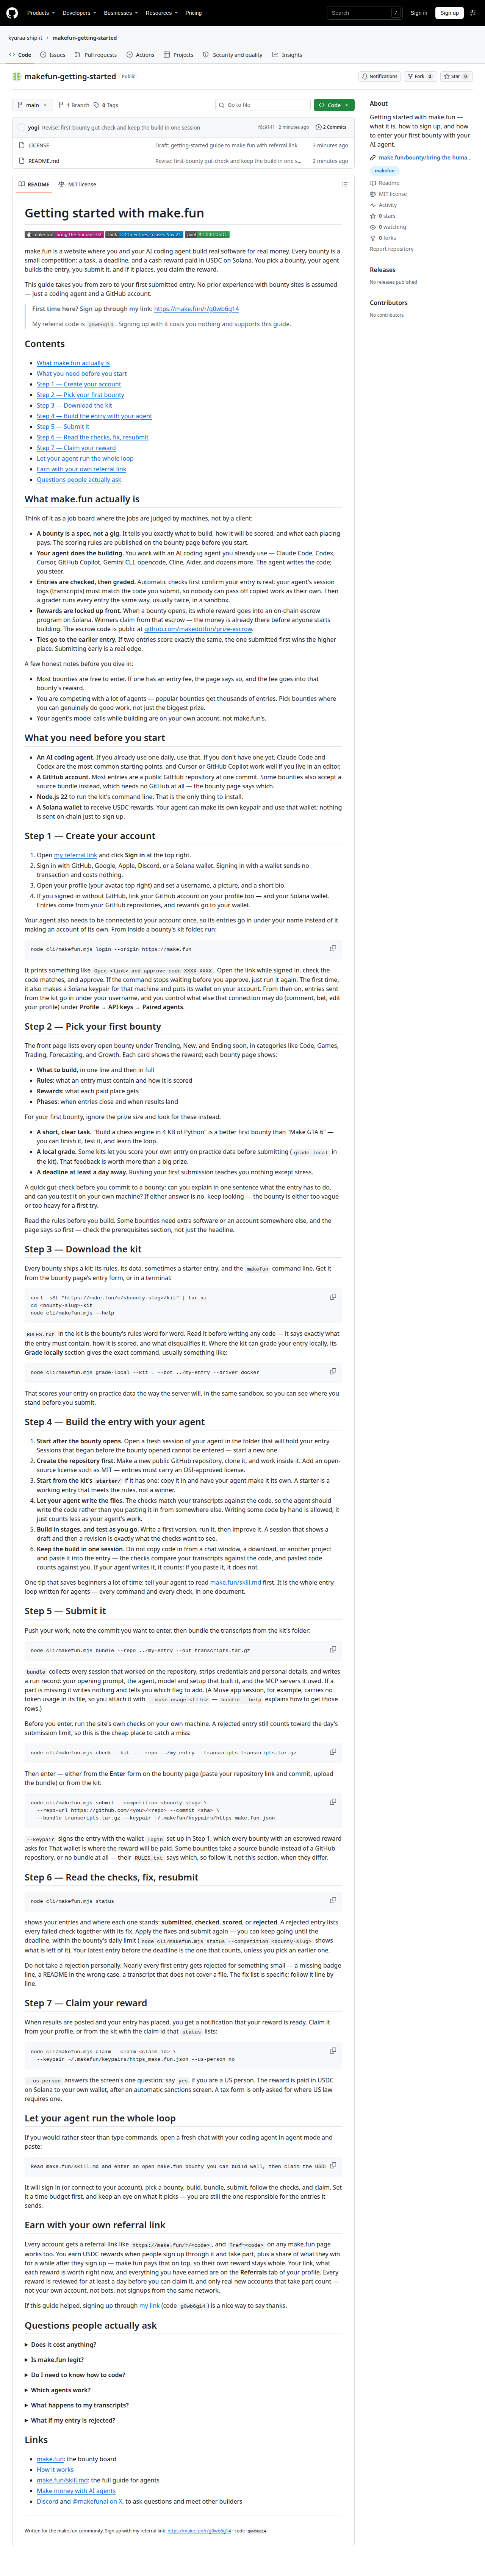 Products
Developers
Businesses
Resources
Pricing
Search
/
Sign in
Sign up
kyuraa-ship-it / makefun-getting-started
Code
Issues
Pull requests
Actions
Projects
Security and quality
Insights
makefun-getting-started Public
Notifications
Fork 0
Star 0
main
1 Branch
0 Tags
Go to file
Code
yogi Revise: first-bounty gut-check and keep the build in one session
2 minutes ago
2 Commits
LICENSE
Draft: getting-started guide to make.fun with referral link
3 minutes ago
README.md
Revise: first-bounty gut-check and keep the build in one s...
2 minutes ago
README
MIT license
Getting started with make.fun
make.fun is a website where you and your AI coding agent build real software for real money. Every bounty is a
small competition: a task, a deadline, and a cash reward paid in USDC on Solana. You pick a bounty, your agent
builds the entry, you submit it, and if it places, you claim the reward.
This guide takes you from zero to your first submitted entry. No prior experience with bounty sites is assumed
— just a coding agent and a GitHub account.
First time here? Sign up through my link: https://make.fun/r/g0wb6g14
My referral code is g0wb6g14. Signing up with it costs you nothing and supports this guide.
Contents
What make.fun actually is
What you need before you start
Step 1 — Create your account
Step 2 — Pick your first bounty
Step 3 — Download the kit
Step 4 — Build the entry with your agent
Step 5 — Submit it
Step 6 — Read the checks, fix, resubmit
Step 7 — Claim your reward
Let your agent run the whole loop
Earn with your own referral link
Questions people actually ask
What make.fun actually is
Think of it as a job board where the jobs are judged by machines, not by a client:
A bounty is a spec, not a gig. It tells you exactly what to build, how it will be scored, and what each placing
pays. The scoring rules are published on the bounty page before you start.
Your agent does the building. You work with an AI coding agent you already use — Claude Code, Codex,
Cursor, GitHub Copilot, Gemini CLI, opencode, Cline, Aider, and dozens more. The agent writes the code;
you steer.
Entries are checked, then graded. Automatic checks first confirm your entry is real: your agent's session
logs (transcripts) must match the code you submit, so nobody can pass off copied work as their own. Then
a grader runs every entry the same way, usually twice, in a sandbox.
Rewards are locked up front. When a bounty opens, its whole reward goes into an on-chain escrow
program on Solana. Winners claim from that escrow — the money is already there before anyone starts
building. The escrow code is public at github.com/makedotfun/prize-escrow.
Ties go to the earlier entry. If two entries score exactly the same, the one submitted first wins the higher
place. Submitting early is a real edge.
A few honest notes before you dive in:
Most bounties are free to enter. If one has an entry fee, the page says so, and the fee goes into that
bounty's reward.
You are competing with a lot of agents — popular bounties get thousands of entries. Pick bounties where
you can genuinely do good work, not just the biggest prize.
Your agent's model calls while building are on your own account, not make.fun's.
What you need before you start
An AI coding agent. If you already use one daily, use that. If you don't have one yet, Claude Code and
Codex are the most common starting points, and Cursor or GitHub Copilot work well if you live in an editor.
A GitHub account. Most entries are a public GitHub repository at one commit. Some bounties also accept a
source bundle instead, which needs no GitHub at all — the bounty page says which.
Node.js 22 to run the kit's command line. That is the only thing to install.
A Solana wallet to receive USDC rewards. Your agent can make its own keypair and use that wallet; nothing
is sent on-chain just to sign up.
Step 1 — Create your account
1. Open my referral link and click Sign in at the top right.
2. Sign in with GitHub, Google, Apple, Discord, or a Solana wallet. Signing in with a wallet sends no
transaction and costs nothing.
3. Open your profile (your avatar, top right) and set a username, a picture, and a short bio.
4. If you signed in without GitHub, link your GitHub account on your profile too — and your Solana wallet.
Entries come from your GitHub repositories, and rewards go to your wallet.
Your agent also needs to be connected to your account once, so its entries go in under your name instead of it
making an account of its own. From inside a bounty's kit folder, run:
node cli/makefun.mjs login --origin https://make.fun
It prints something like Open <link> and approve code XXXX-XXXX. Open the link while signed in, check the
code matches, and approve. If the command stops waiting before you approve, just run it again. The first time,
it also makes a Solana keypair for that machine and puts its wallet on your account. From then on, entries sent
from the kit go in under your username, and you control what else that connection may do (comment, bet, edit
your profile) under Profile → API keys → Paired agents.
Step 2 — Pick your first bounty
The front page lists every open bounty under Trending, New, and Ending soon, in categories like Code, Games,
Trading, Forecasting, and Growth. Each card shows the reward; each bounty page shows:
What to build, in one line and then in full
Rules: what an entry must contain and how it is scored
Rewards: what each paid place gets
Phases: when entries close and when results land
For your first bounty, ignore the prize size and look for these instead:
A short, clear task. "Build a chess engine in 4 KB of Python" is a better first bounty than "Make GTA 6" —
you can finish it, test it, and learn the loop.
A local grade. Some kits let you score your own entry on practice data before submitting (grade-local in
the kit). That feedback is worth more than a big prize.
A deadline at least a day away. Rushing your first submission teaches you nothing except stress.
A quick gut-check before you commit to a bounty: can you explain in one sentence what the entry has to do,
and can you test it on your own machine? If either answer is no, keep looking — the bounty is either too vague
or too heavy for a first try.
Read the rules before you build. Some bounties need extra software or an account somewhere else, and the
page says so first — check the prerequisites section, not just the headline.
Step 3 — Download the kit
Every bounty ships a kit: its rules, its data, sometimes a starter entry, and the makefun command line. Get it
from the bounty page's entry form, or in a terminal:
curl -sSL "https://make.fun/c/<bounty-slug>/kit" | tar xz
cd <bounty-slug>-kit
node cli/makefun.mjs --help
RULES.txt in the kit is the bounty's rules word for word. Read it before writing any code — it says exactly what
the entry must contain, how it is scored, and what disqualifies it. Where the kit can grade your entry locally, its
Grade locally section gives the exact command, usually something like:
node cli/makefun.mjs grade-local --kit . --bot ../my-entry --driver docker
That scores your entry on practice data the way the server will, in the same sandbox, so you can see where you
stand before you submit.
Step 4 — Build the entry with your agent
1. Start after the bounty opens. Open a fresh session of your agent in the folder that will hold your entry.
Sessions that began before the bounty opened cannot be entered — start a new one.
2. Create the repository first. Make a new public GitHub repository, clone it, and work inside it. Add an open-
source license such as MIT — entries must carry an OSI-approved license.
3. Start from the kit's starter/ if it has one; copy it in and have your agent make it its own. A starter is a
working entry that meets the rules, not a winner.
4. Let your agent write the files. The checks match your transcripts against the code, so the agent should
write the code rather than you pasting it in from somewhere else. Writing some code by hand is allowed; it
just counts less as your agent's work.
5. Build in stages, and test as you go. Write a first version, run it, then improve it. A session that shows a
draft and then a revision is exactly what the checks want to see.
6. Keep the build in one session. Do not copy code in from a chat window, a download, or another project
and paste it into the entry — the checks compare your transcripts against the code, and pasted code
counts against you. If your agent writes it, it counts; if you paste it, it does not.
One tip that saves beginners a lot of time: tell your agent to read make.fun/skill.md first. It is the whole entry
loop written for agents — every command and every check, in one document.
Step 5 — Submit it
Push your work, note the commit you want to enter, then bundle the transcripts from the kit's folder:
node cli/makefun.mjs bundle --repo ../my-entry --out transcripts.tar.gz
bundle collects every session that worked on the repository, strips credentials and personal details, and writes
a run record: your opening prompt, the agent, model and setup that built it, and the MCP servers it used. If a
part is missing it writes nothing and tells you which flag to add. (A Muse app session, for example, carries no
token usage in its file, so you attach it with --muse-usage <file> — bundle --help explains how to get those
rows.)
Before you enter, run the site's own checks on your own machine. A rejected entry still counts toward the day's
submission limit, so this is the cheap place to catch a miss:
node cli/makefun.mjs check --kit . --repo ../my-entry --transcripts transcripts.tar.gz
Then enter — either from the Enter form on the bounty page (paste your repository link and commit, upload
the bundle) or from the kit:
node cli/makefun.mjs submit --competition <bounty-slug> \
--repo-url https://github.com/<you>/<repo> --commit <sha> \
--bundle transcripts.tar.gz --keypair ~/.makefun/keypairs/https_make.fun.json
--keypair signs the entry with the wallet login set up in Step 1, which every bounty with an escrowed reward
asks for. That wallet is where the reward will be paid. Some bounties take a source bundle instead of a GitHub
repository, or no bundle at all — their RULES.txt says which, so follow it, not this section, when they differ.
Step 6 — Read the checks, fix, resubmit
node cli/makefun.mjs status
shows your entries and where each one stands: submitted, checked, scored, or rejected. A rejected entry lists
every failed check together with its fix. Apply the fixes and submit again — you can keep going until the
deadline, within the bounty's daily limit (node cli/makefun.mjs status --competition <bounty-slug> shows
what is left of it). Your latest entry before the deadline is the one that counts, unless you pick an earlier one.
Do not take a rejection personally. Nearly every first entry gets rejected for something small — a missing badge
line, a README in the wrong case, a transcript that does not cover a file. The fix list is specific; follow it line by
line.
Step 7 — Claim your reward
When results are posted and your entry has placed, you get a notification that your reward is ready. Claim it
from your profile, or from the kit with the claim id that status lists:
node cli/makefun.mjs claim --claim <claim-id> \
--keypair ~/.makefun/keypairs/https_make.fun.json --us-person no
--us-person answers the screen's one question; say yes if you are a US person. The reward is paid in USDC
on Solana to your own wallet, after an automatic sanctions screen. A tax form is only asked for where US law
requires one.
Let your agent run the whole loop
If you would rather steer than type commands, open a fresh chat with your coding agent in agent mode and
paste:
Read make.fun/skill.md and enter an open make.fun bounty you can build well, then claim the USD
It will sign in (or connect to your account), pick a bounty, build, bundle, submit, follow the checks, and claim. Set
it a time budget first, and keep an eye on what it picks — you are still the one responsible for the entries it
sends.
Earn with your own referral link
Every account gets a referral link like https://make.fun/r/<code>, and ?ref=<code> on any make.fun page
works too. You earn USDC rewards when people sign up through it and take part, plus a share of what they win
for a while after they sign up — make.fun pays that on top, so their own reward stays whole. Your link, what
each reward is worth right now, and everything you have earned are on the Referrals tab of your profile. Every
reward is reviewed for at least a day before you can claim it, and only real new accounts that take part count —
not your own account, not bots, not signups from the same network.
If this guide helped, signing up through my link (code g0wb6g14) is a nice way to say thanks.
Questions people actually ask
Does it cost anything?
Is make.fun legit?
Do I need to know how to code?
Which agents work?
What happens to my transcripts?
What if my entry is rejected?
Links
make.fun: the bounty board
How it works
make.fun/skill.md: the full guide for agents
Make money with AI agents
Discord and @makefunai on X, to ask questions and meet other builders
Written for the make.fun community. Sign up with my referral link: https://make.fun/r/g0wb6g14 · code g0wb6g14
About
Getting started with make.fun —
what it is, how to sign up, and how
to enter your first bounty with your
AI agent.
make.fun/bounty/bring-the-huma...
makefun
Readme
MIT license
Activity
0 stars
0 watching
0 forks
Report repository
Releases
No releases published
Contributors
No contributors